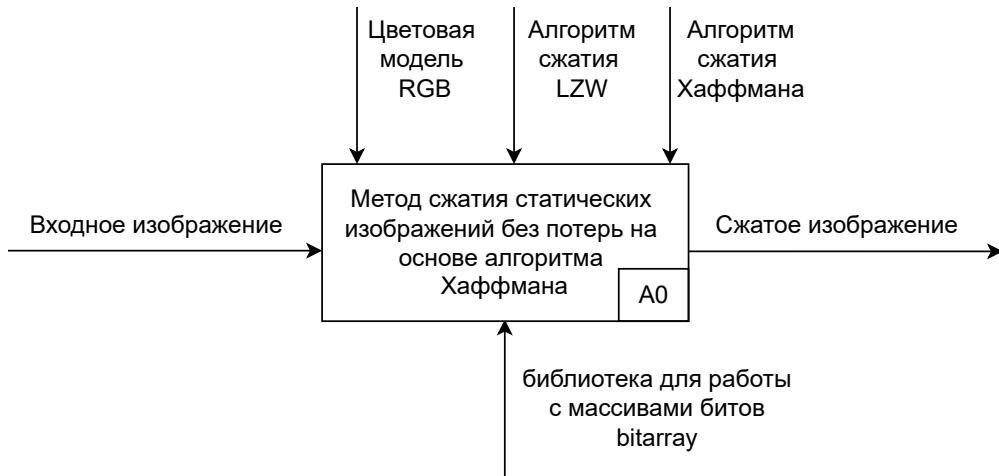 Цветовая
модель
RGB
Алгоритм
сжатия
LZW
Алгоритм
сжатия
Хаффмана
Входное изображение
Метод сжатия статических
изображений без потерь на
основе алгоритма
Хаффмана
A0
Сжатое изображение
библиотека для работы
с массивами битов
bitarray